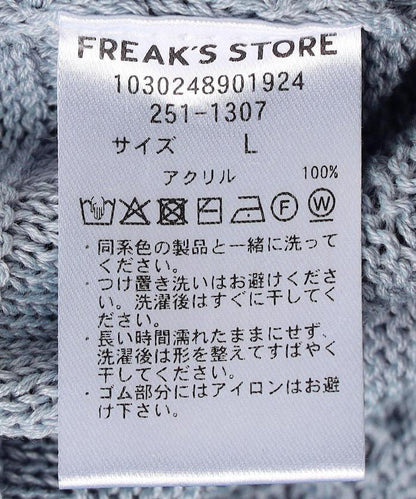 FREAK'S STORE
1030248901924
251-1307
サイズ L
アクリル 100%
F W
・同系色の製品と一緒に洗って
ください。
・つけ置き洗いはお避けくださ
い。洗濯後はすぐに干してくだ
さい。
・長い時間濡れたままにせず、
洗濯後は形を整えてすばやく
干してください。
・ゴム部分にはアイロンはお避
け下さい。